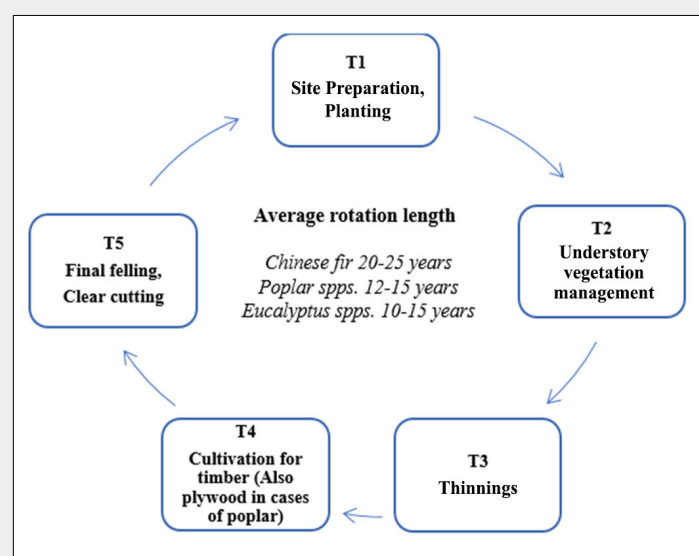 T1
Site Preparation,
Planting
T2
Understory
vegetation
management
T3
Thinnings
T4
Cultivation for
timber (Also
plywood in cases
of poplar)
T5
Final felling,
Clear cutting
Average rotation length
Chinese fir 20-25 years
Poplar spps. 12-15 years
Eucalyptus spps. 10-15 years